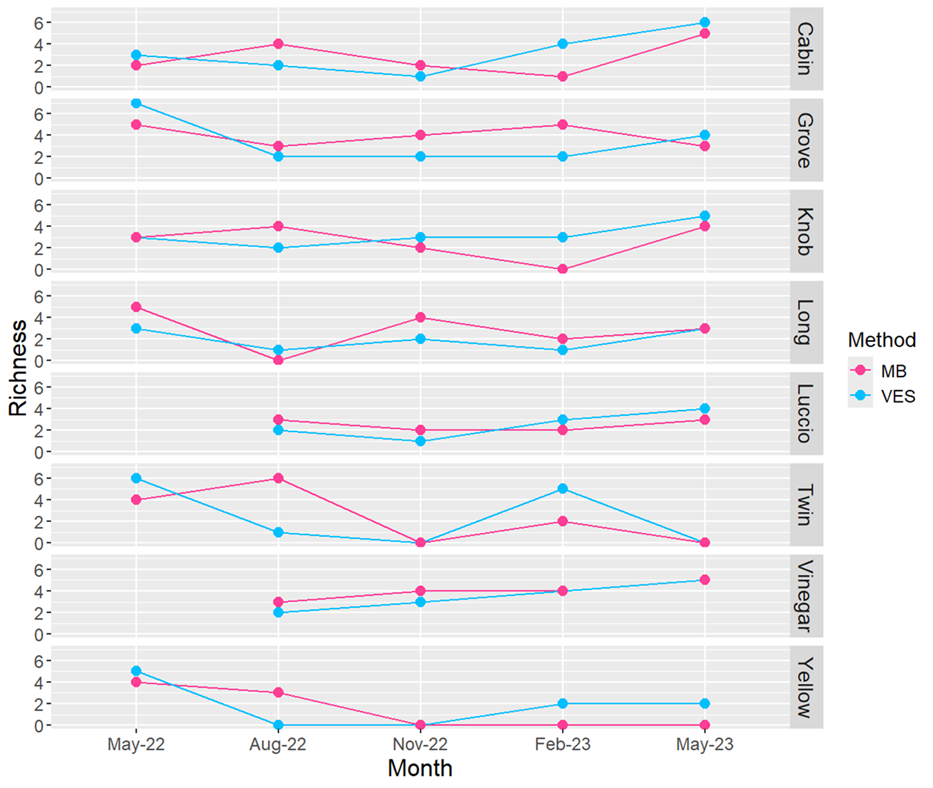 6
4
2
0
Cabin
6
4
2
0
Grove
6
4
2
0
Knob
6
4
2
0
Long
6
4
2
0
Luccio
6
4
2
0
Twin
6
4
2
0
Vinegar
6
4
2
0
Yellow
Richness
May-22 Aug-22 Nov-22 Feb-23 May-23
Month
Method
MB
VES